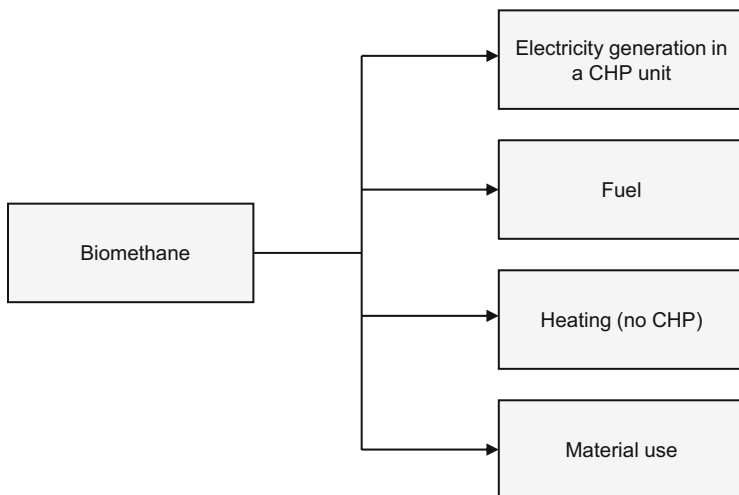 Electricity generation in
a CHP unit
Fuel
Biomethane
Heating (no CHP)
Material use